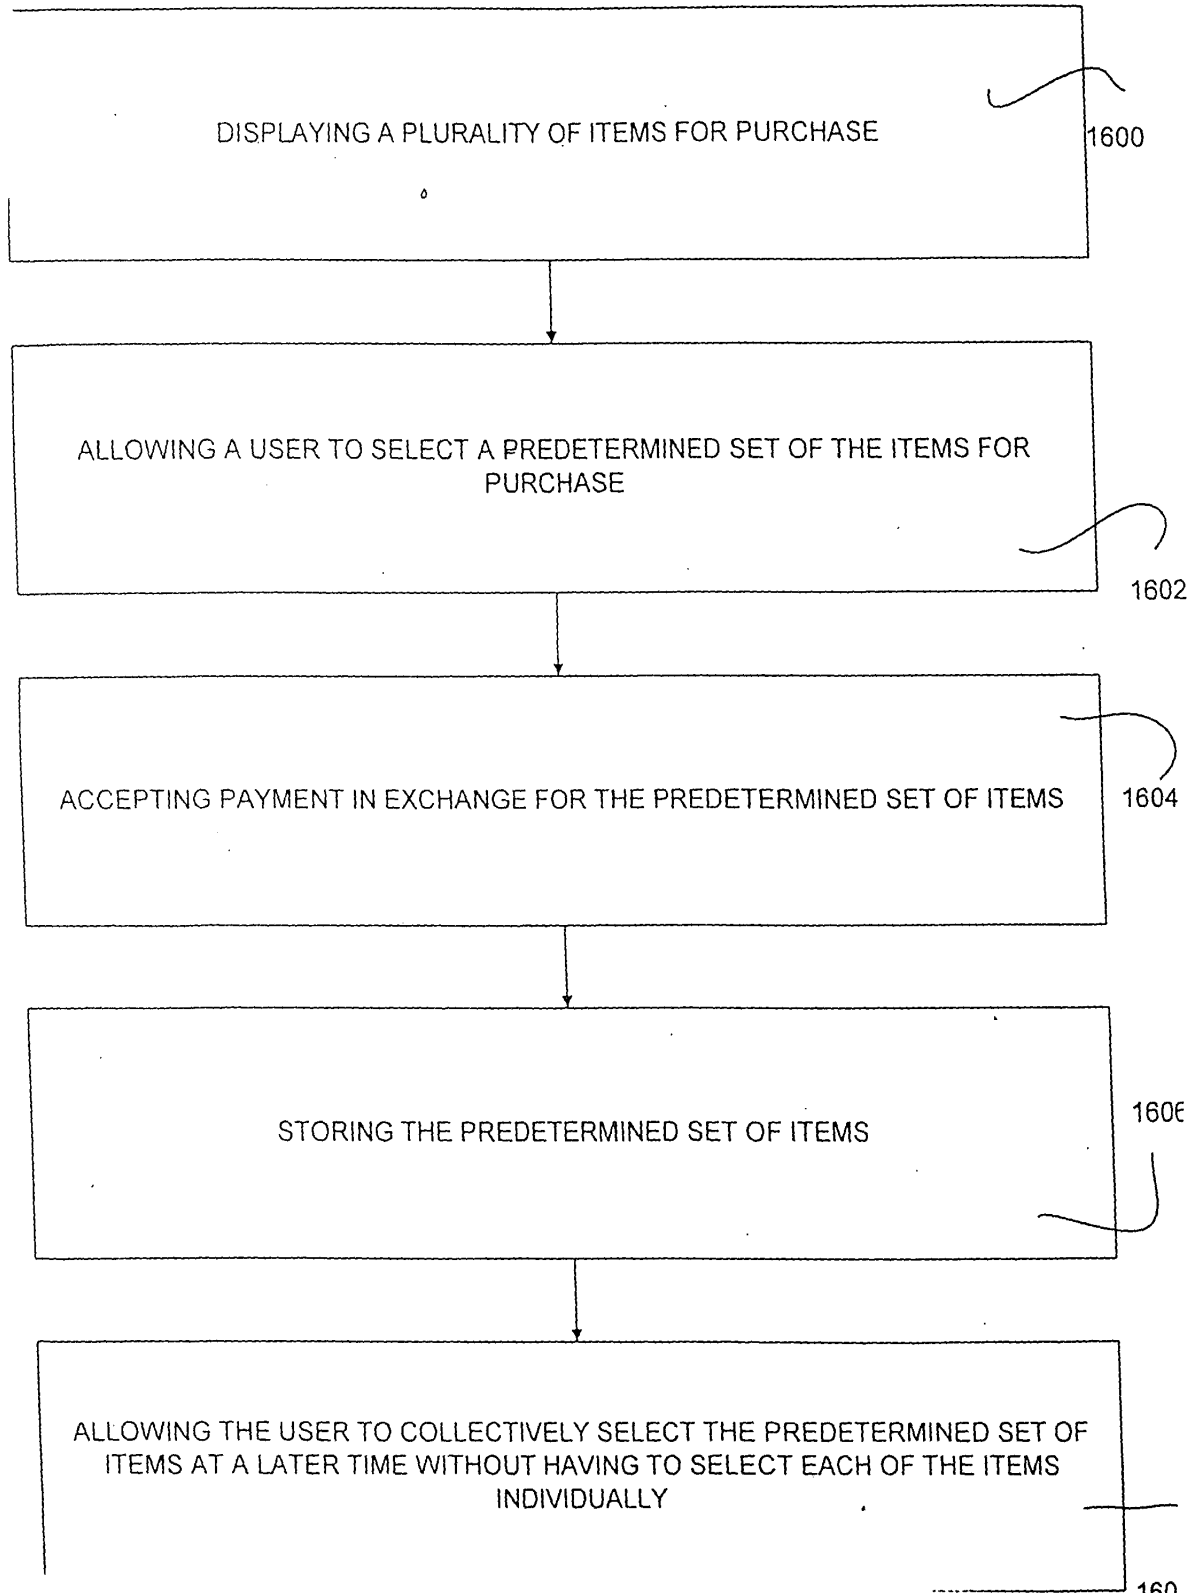 DISPLAYING A PLURALITY OF ITEMS FOR PURCHASE
1600
ALLOWING A USER TO SELECT A PREDETERMINED SET OF THE ITEMS FOR
PURCHASE
1602
ACCEPTING PAYMENT IN EXCHANGE FOR THE PREDETERMINED SET OF ITEMS
1604
STORING THE PREDETERMINED SET OF ITEMS
1606
ALLOWING THE USER TO COLLECTIVELY SELECT THE PREDETERMINED SET OF
ITEMS AT A LATER TIME WITHOUT HAVING TO SELECT EACH OF THE ITEMS
INDIVIDUALLY